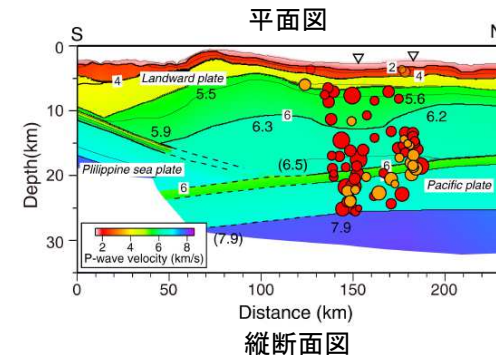 平面図
S
N
0
10
20
30
Depth(km)
2
4
4
Landward plate
5.5
5.6
5.9
6.3
6
6.2
Plilippine sea plate
(6.5)
6
6
Pacific plate
(7.9)
7.9
2 4 6 8
P-wave velocity (km/s)
0 50 100 150 200
Distance (km)
縦断面図